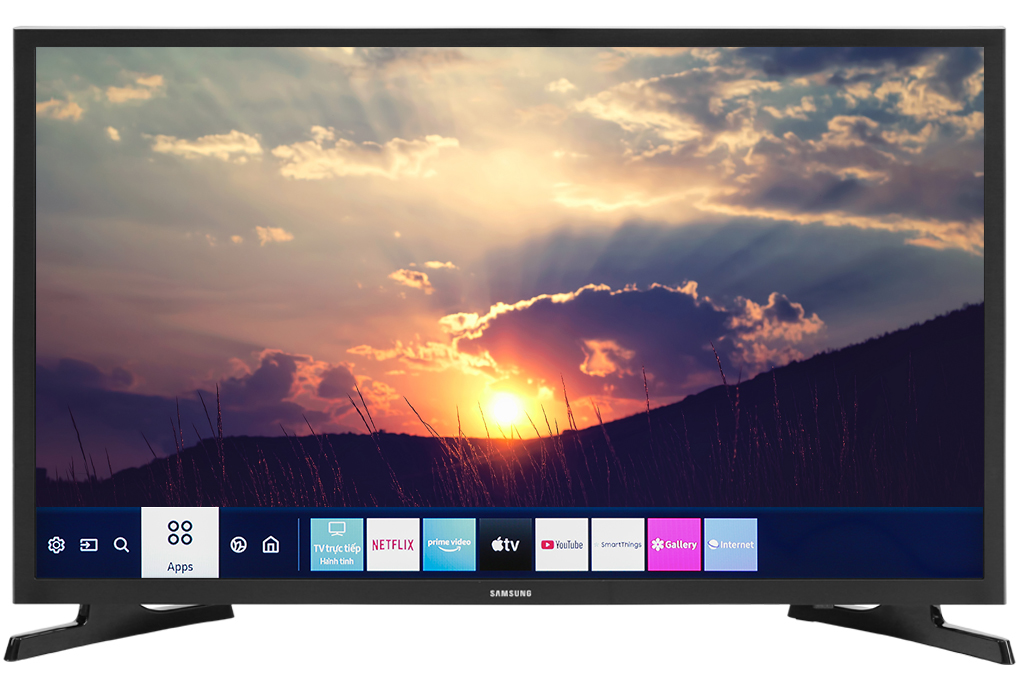 Apps
TV trực tiếp
Hành tinh
NETFLIX
prime video
tv
YouTube
SmartThings
Gallery
Internet
SAMSUNG